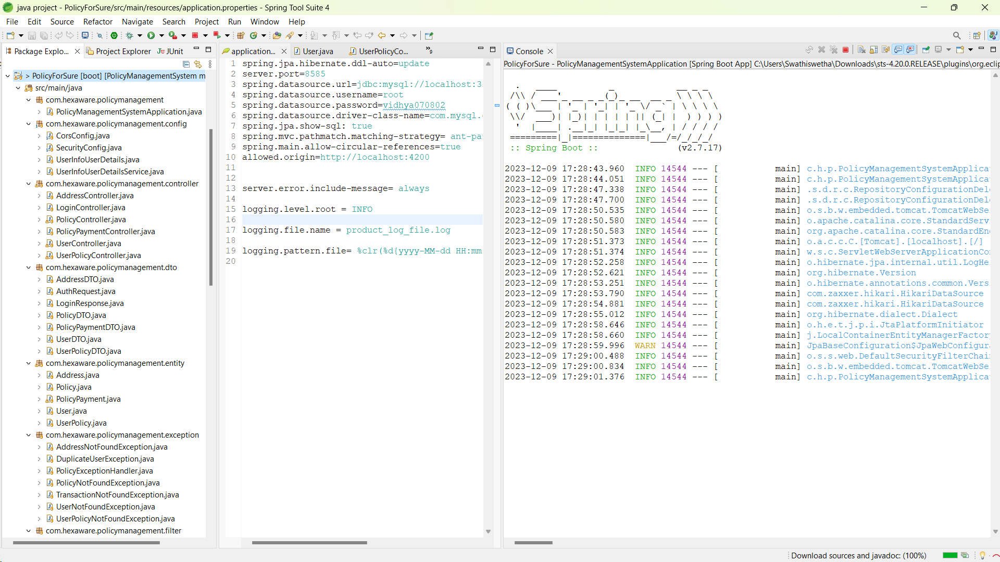 java project - PolicyForSure/src/main/resources/application.properties - Spring Tool Suite 4
File Edit Source Refactor Navigate Search Project Run Window Help
Package Explo... Project Explorer JUnit
> PolicyForSure [boot] [PolicyManagementSystem m
src/main/java
com.hexaware.policymanagement
PolicyManagementSystemApplication.java
com.hexaware.policymanagement.config
CorsConfig.java
SecurityConfig.java
UserInfoUserDetails.java
UserInfoUserDetailsService.java
com.hexaware.policymanagement.controller
AddressController.java
LoginController.java
PolicyController.java
PolicyPaymentController.java
UserController.java
UserPolicyController.java
com.hexaware.policymanagement.dto
AddressDTO.java
AuthRequest.java
LoginResponse.java
PolicyDTO.java
PolicyPaymentDTO.java
UserDTO.java
UserPolicyDTO.java
com.hexaware.policymanagement.entity
Address.java
Policy.java
PolicyPayment.java
User.java
UserPolicy.java
com.hexaware.policymanagement.exception
AddressNotFoundException.java
DuplicateUserException.java
PolicyExceptionHandler.java
PolicyNotFoundException.java
TransactionNotFoundException.java
UserNotFoundException.java
UserPolicyNotFoundException.java
com.hexaware.policymanagement.filter
application... User.java UserPolicyCo... »9
1 spring.jpa.hibernate.ddl-auto=update
2 server.port=8585
3 spring.datasource.url=jdbc:mysql://localhost:3
4 spring.datasource.username=root
5 spring.datasource.password=vidhya070802
6 spring.datasource.driver-class-name=com.mysql.
7 spring.jpa.show-sql: true
8 spring.mvc.pathmatch.matching-strategy= ant-pa
9 spring.main.allow-circular-references=true
10 allowed.origin=http://localhost:4200
11
12
13 server.error.include-message= always
14
15 logging.level.root = INFO
16
17 logging.file.name = product_log_file.log
18
19 logging.pattern.file= %clr(%d{yyyy-MM-dd HH:mm
20
Console
PolicyForSure - PolicyManagementSystemApplication [Spring Boot App] C:\Users\Swathiswetha\Downloads\sts-4.20.0.RELEASE\plugins\org.eclip
Spring
:: Spring Boot :: (v2.7.17)
2023-12-09 17:28:43.960 INFO 14544 --- [ main] c.h.p.PolicyManagementSystemApplica
2023-12-09 17:28:44.051 INFO 14544 --- [ main] c.h.p.PolicyManagementSystemApplica
2023-12-09 17:28:47.338 INFO 14544 --- [ main] .s.d.r.c.RepositoryConfigurationDel
2023-12-09 17:28:47.700 INFO 14544 --- [ main] .s.d.r.c.RepositoryConfigurationDel
2023-12-09 17:28:50.535 INFO 14544 --- [ main] o.s.b.w.embedded.tomcat.TomcatWebSe
2023-12-09 17:28:50.580 INFO 14544 --- [ main] o.apache.catalina.core.StandardServ
2023-12-09 17:28:50.583 INFO 14544 --- [ main] org.apache.catalina.core.StandardEn
2023-12-09 17:28:51.373 INFO 14544 --- [ main] o.a.c.c.C.[Tomcat].[localhost].[/]
2023-12-09 17:28:51.374 INFO 14544 --- [ main] w.s.c.ServletWebServerApplicationCo
2023-12-09 17:28:52.258 INFO 14544 --- [ main] o.hibernate.jpa.internal.util.LogHe
2023-12-09 17:28:52.621 INFO 14544 --- [ main] org.hibernate.Version
2023-12-09 17:28:53.251 INFO 14544 --- [ main] o.hibernate.annotations.common.Vers
2023-12-09 17:28:53.790 INFO 14544 --- [ main] com.zaxxer.hikari.HikariDataSource
2023-12-09 17:28:54.881 INFO 14544 --- [ main] com.zaxxer.hikari.HikariDataSource
2023-12-09 17:28:55.012 INFO 14544 --- [ main] org.hibernate.dialect.Dialect
2023-12-09 17:28:58.646 INFO 14544 --- [ main] o.h.e.t.j.p.i.JtaPlatformInitiator
2023-12-09 17:28:58.660 INFO 14544 --- [ main] j.LocalContainerEntityManagerFactor
2023-12-09 17:28:59.996 WARN 14544 --- [ main] JpaBaseConfiguration$JpaWebConfigur
2023-12-09 17:29:00.488 INFO 14544 --- [ main] o.s.s.web.DefaultSecurityFilterChai
2023-12-09 17:29:00.834 INFO 14544 --- [ main] o.s.b.w.embedded.tomcat.TomcatWebSe
2023-12-09 17:29:01.376 INFO 14544 --- [ main] c.h.p.PolicyManagementSystemApplica
Download sources and javadoc: (100%)